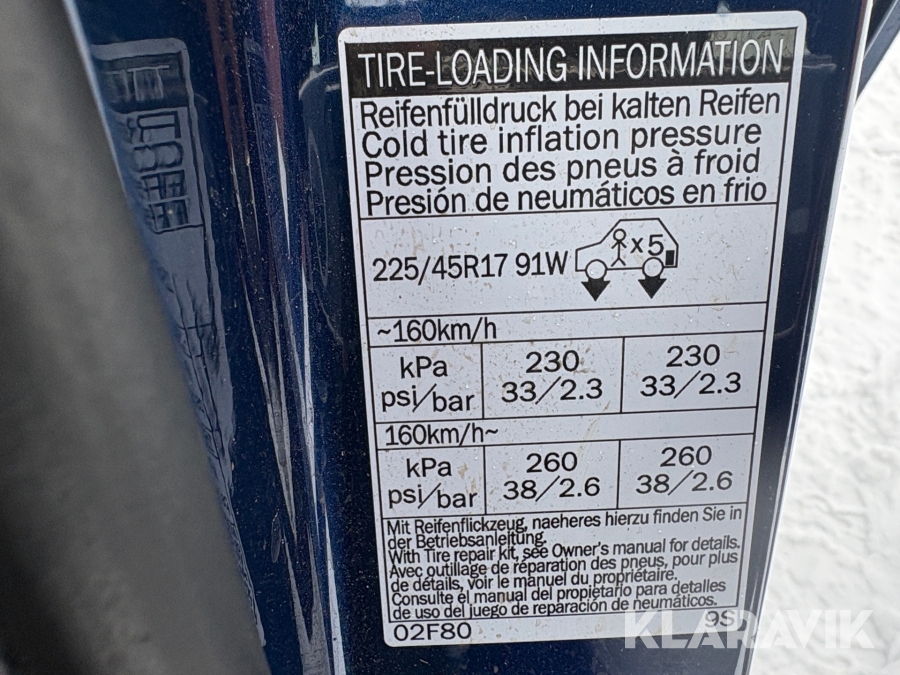 TIRE-LOADING INFORMATION
Reifenfülldruck bei kalten Reifen
Cold tire inflation pressure
Pression des pneus à froid
Presión de neumáticos en frio
225/45R17 91W x5
~160km/h
kPa 230 230
psi/bar 33/2.3 33/2.3
160km/h~
kPa 260 260
psi/bar 38/2.6 38/2.6
Mit Reifenflickzeug, naeheres hierzu finden Sie in
der Betriebsanleitung.
With Tire repair kit, see Owner's manual for details.
Avec outillage de réparation des pneus, pour plus
de détails, voir le manuel du propriétaire.
Consulte el manual del propietario para detalles
de uso del juego de reparación de neumáticos.
02F80 9S
KLARAVIK